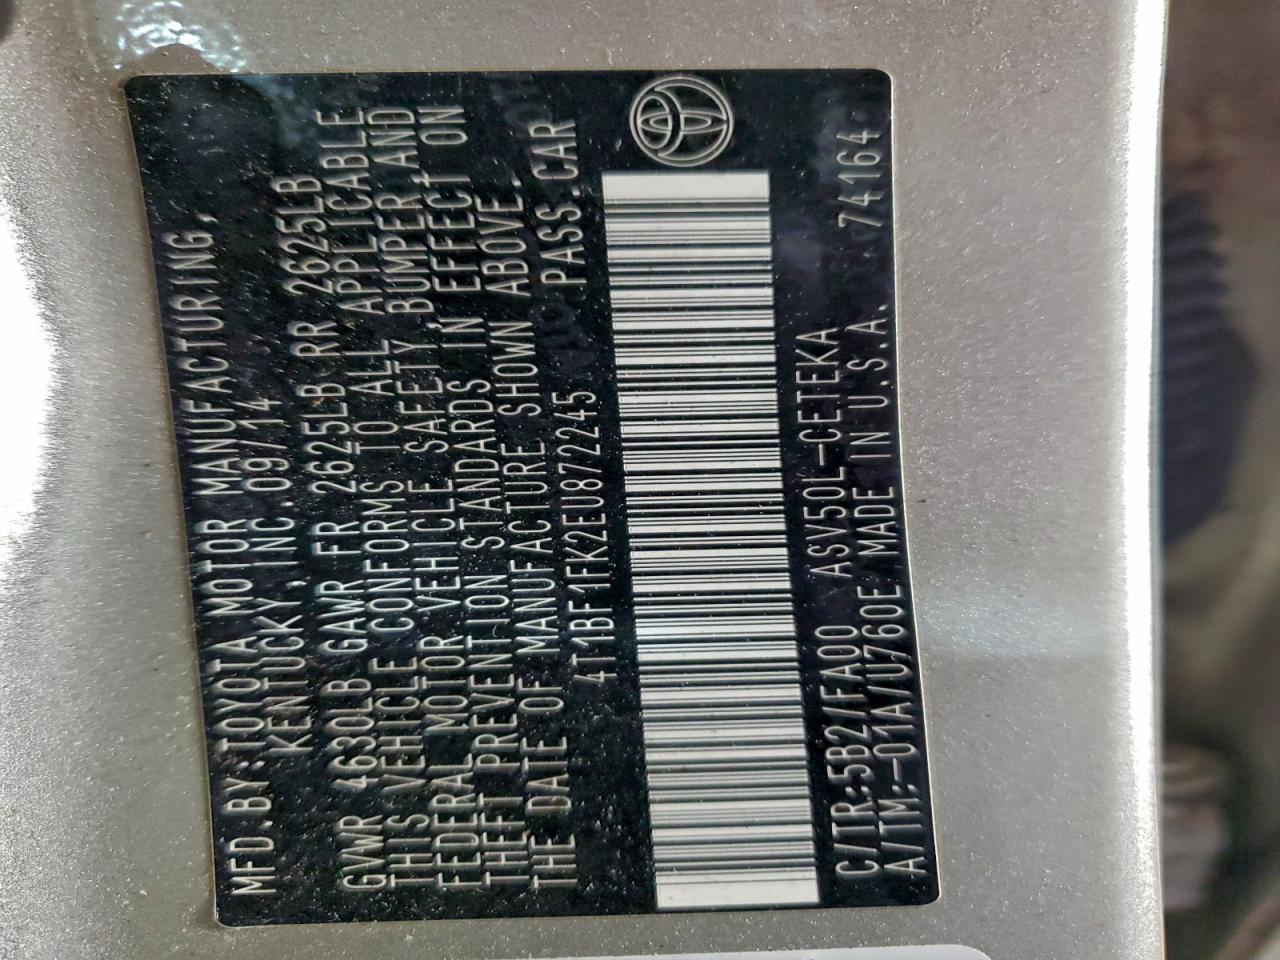 MFD.BY:TOYOTA MOTOR MANUFACTURING,
KENTUCKY,INC. 09/14
GVWR 4630LB GAWR FR 2625LB RR 2625LB
THIS VEHICLE CONFORMS TO ALL APPLICABLE
FEDERAL MOTOR VEHICLE SAFETY, BUMPER AND
THEFT PREVENTION STANDARDS IN EFFECT ON
THE DATE OF MANUFACTURE SHOWN ABOVE.
4T1BF1FK2EU872245 PASS.CAR
C/TR:5B2/FA00 ASV50L-CETEKA
A/TM:-01A/U760E MADE IN U.S.A. 74164